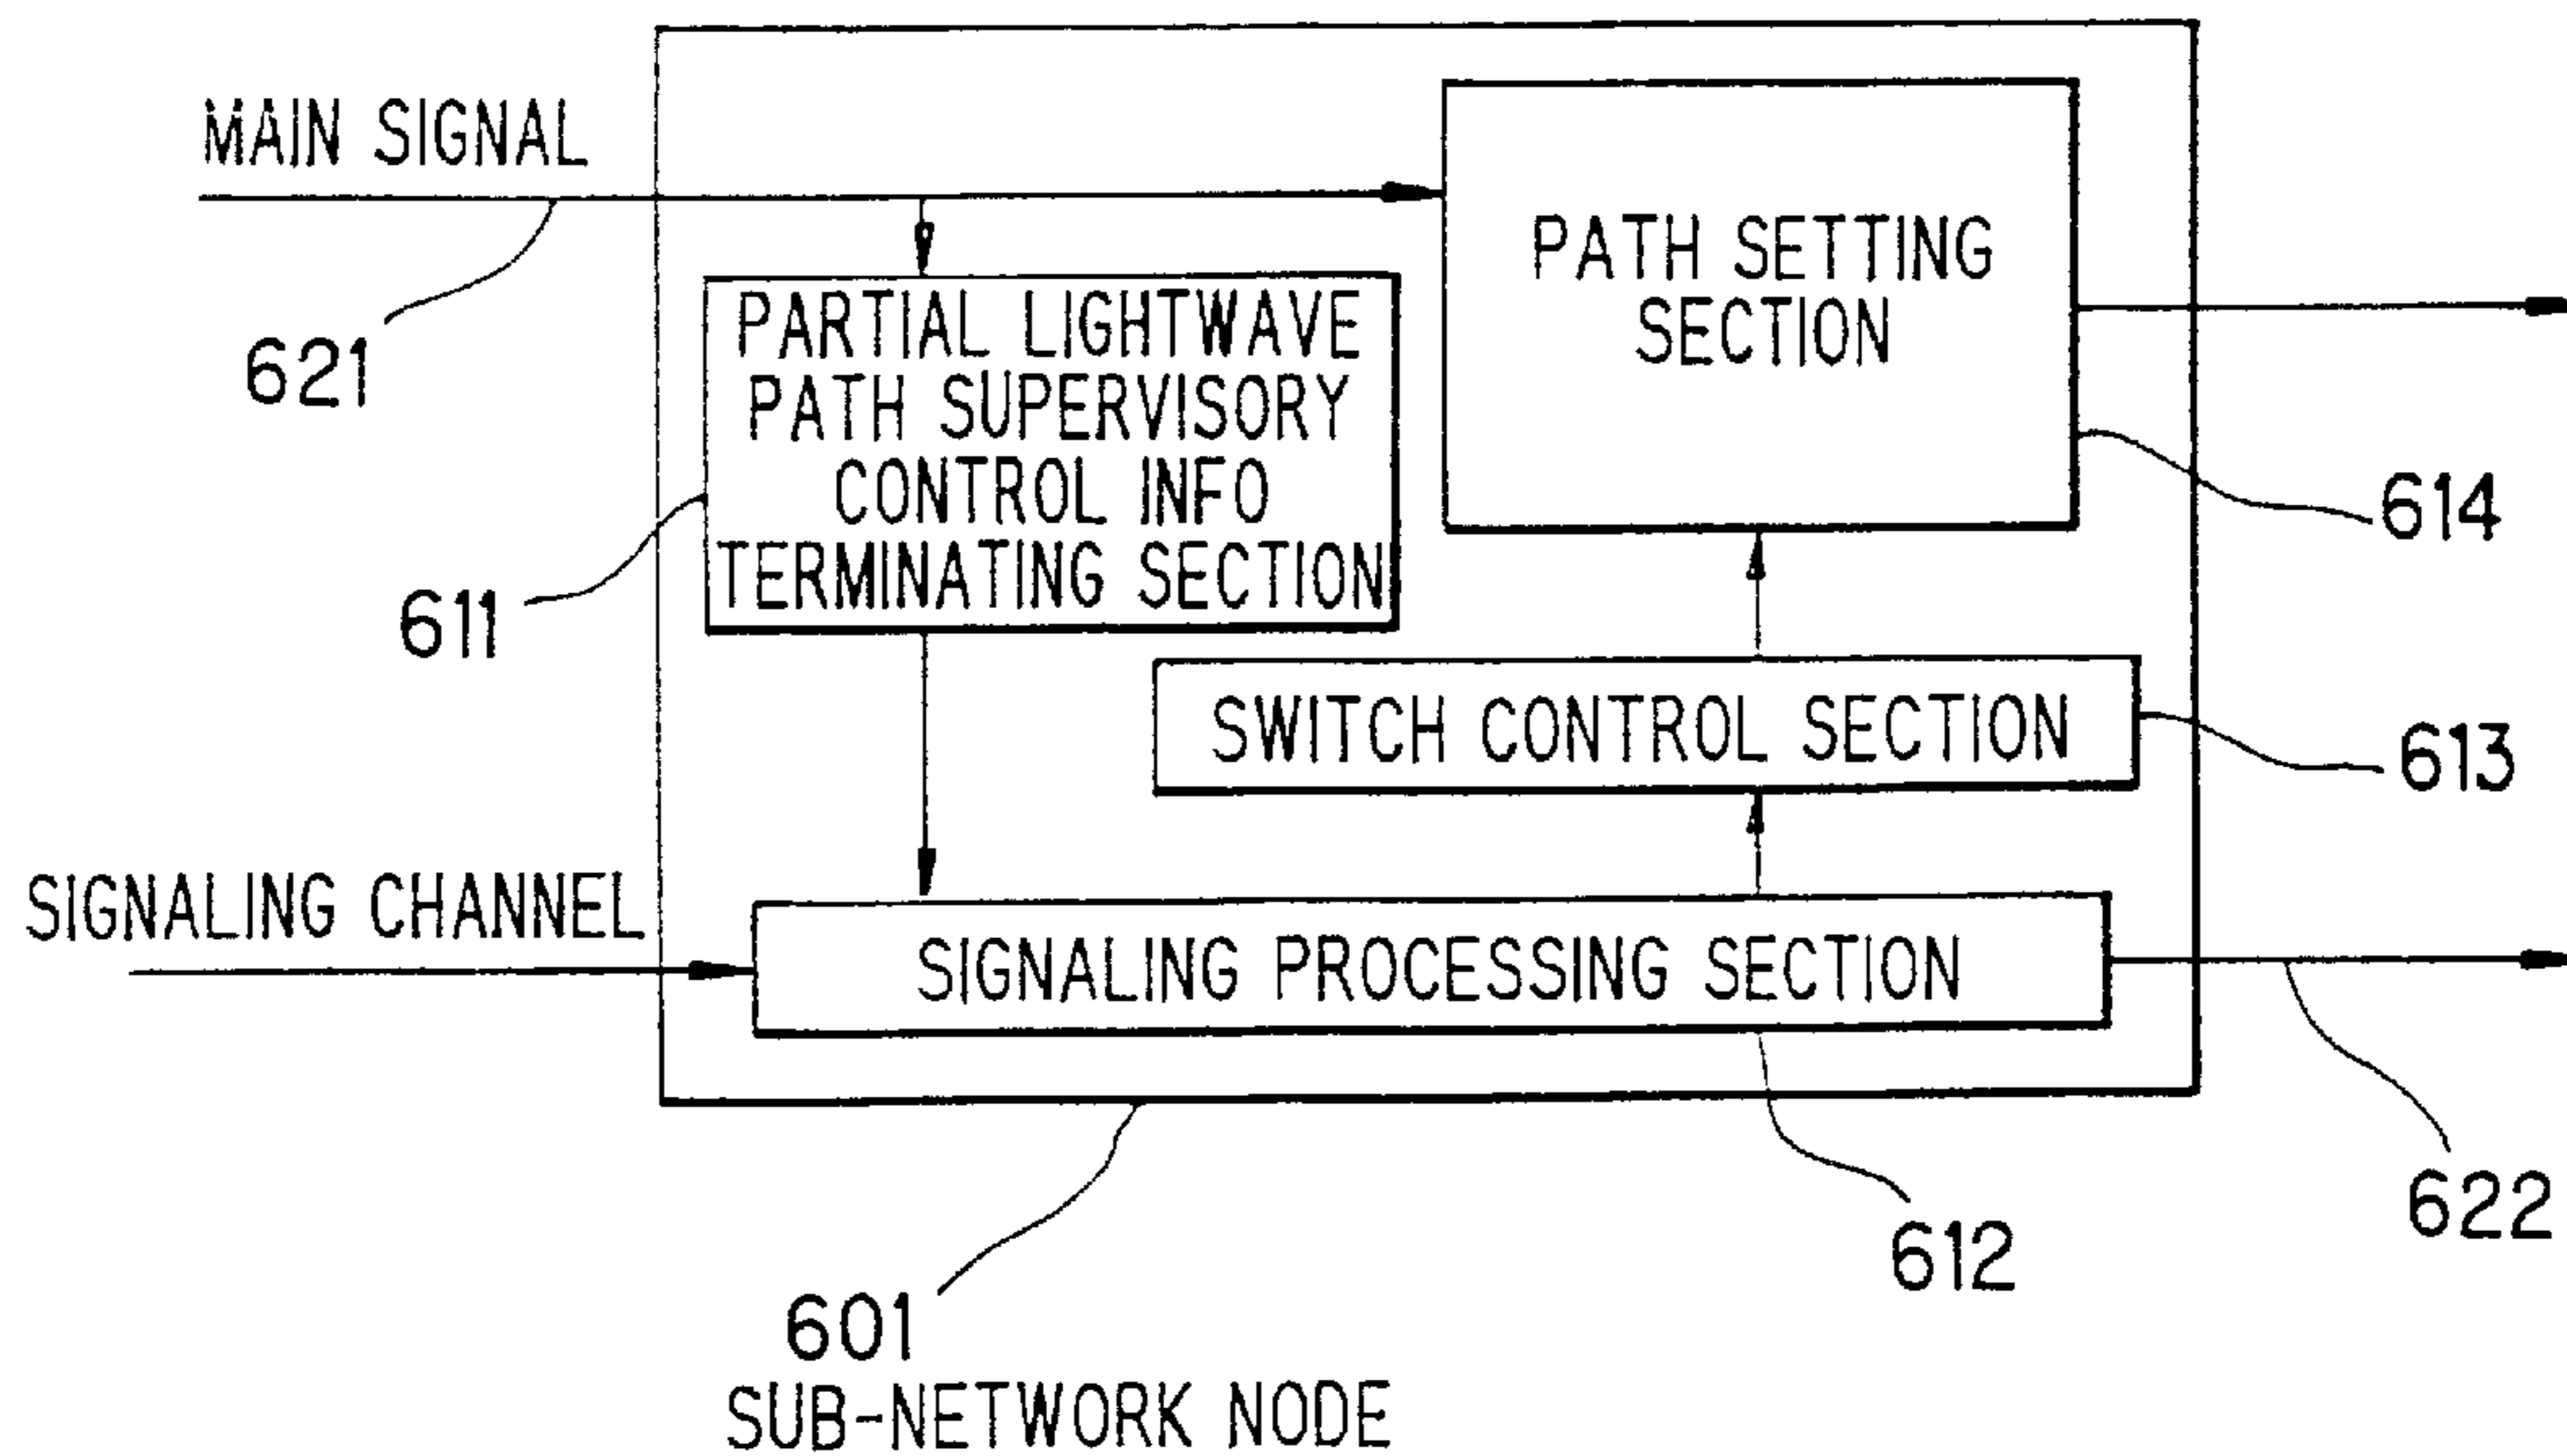 MAIN SIGNAL
621
PARTIAL LIGHTWAVE
PATH SUPERVISORY
CONTROL INFO
TERMINATING SECTION
611
PATH SETTING
SECTION
614
SWITCH CONTROL SECTION
613
SIGNALING CHANNEL
SIGNALING PROCESSING SECTION
622
612
601
SUB-NETWORK NODE